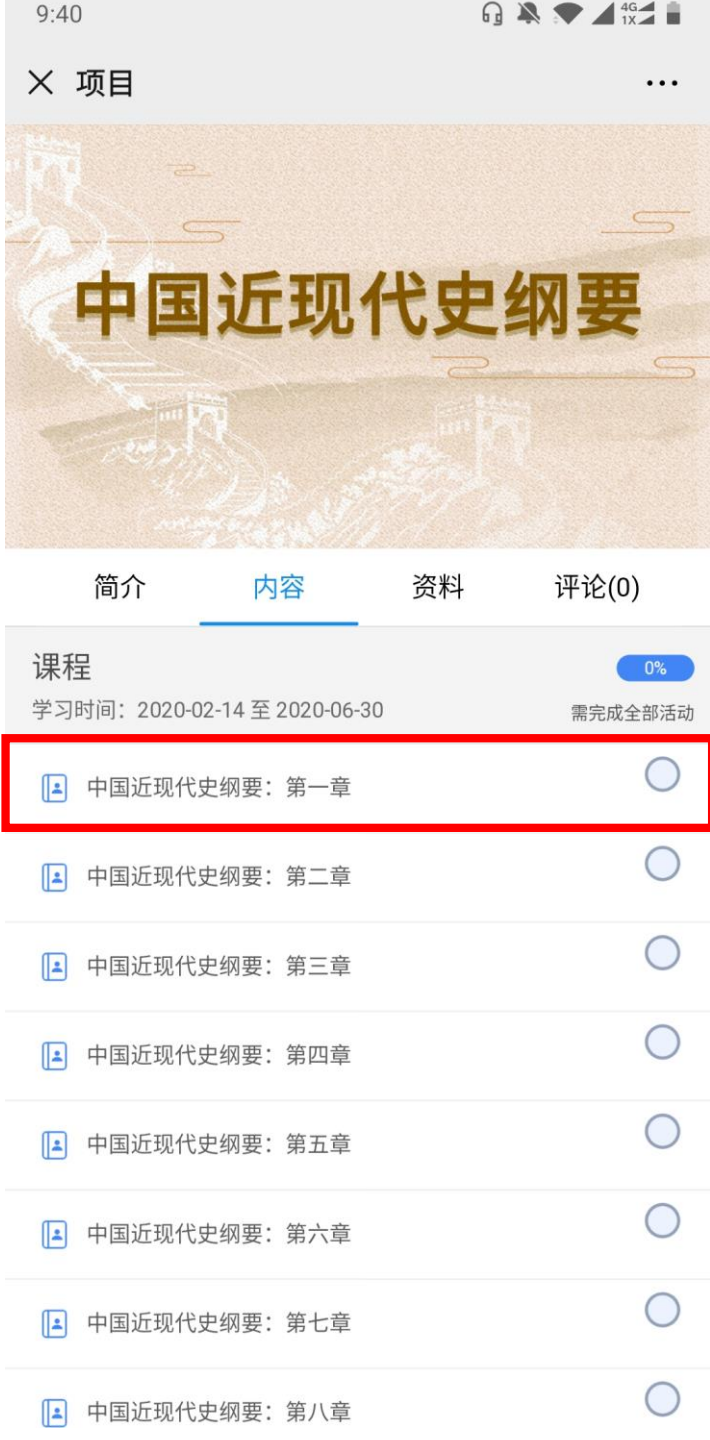 9:40
4G
1X
项目
中国近现代史纲要
简介 内容 资料 评论(0)
课程
0%
学习时间：2020-02-14 至 2020-06-30
需完成全部活动
中国近现代史纲要：第一章
中国近现代史纲要：第二章
中国近现代史纲要：第三章
中国近现代史纲要：第四章
中国近现代史纲要：第五章
中国近现代史纲要：第六章
中国近现代史纲要：第七章
中国近现代史纲要：第八章